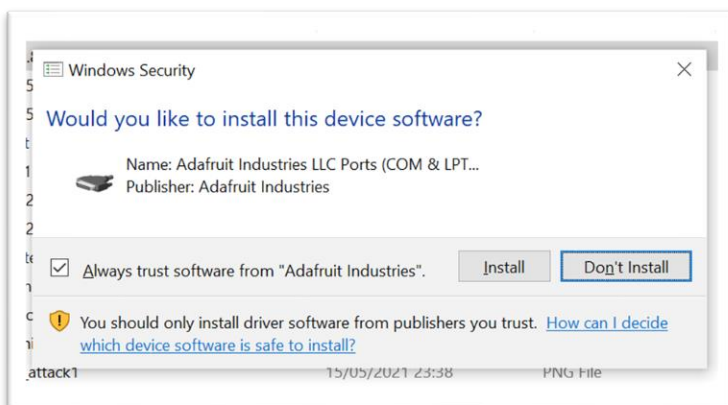 Windows Security
Would you like to install this device software?
Name: Adafruit Industries LLC Ports (COM & LPT...
Publisher: Adafruit Industries
Always trust software from "Adafruit Industries".
Install
Don't Install
You should only install driver software from publishers you trust. How can I decide
which device software is safe to install?
_attack1 15/05/2021 23:38 PNG File